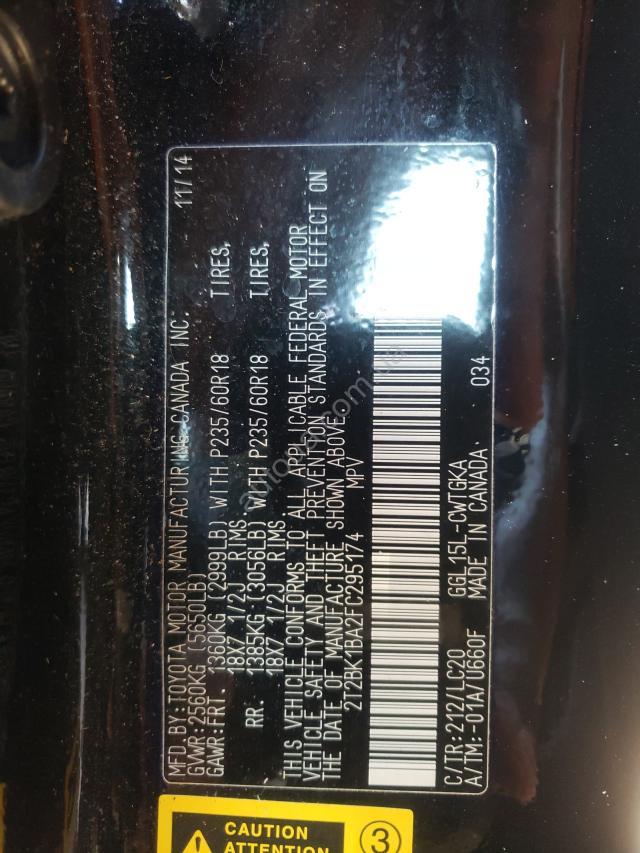 MFD.BY:TOYOTA MOTOR MANUFACTURING CANADA INC. 11/14
GVWR:2560KG (5650LB)
GAWR:FRT. 1360KG (2999LB) WITH P235/60R18 TIRES,
18X7 1/2J RIMS
RR. 1385KG (3056LB) WITH P235/60R18 TIRES,
18X7 1/2J RIMS
THIS VEHICLE CONFORMS TO ALL APPLICABLE FEDERAL MOTOR
VEHICLE SAFETY AND THEFT PREVENTION STANDARDS IN EFFECT ON
THE DATE OF MANUFACTURE SHOWN ABOVE.
2T2BK1BA2FC295174 MPV
C/TR:212/LC20 GGL15L-CWTGKA 034
A/TM:-01A/U660F MADE IN CANADA
CAUTION
ATTENTION
3